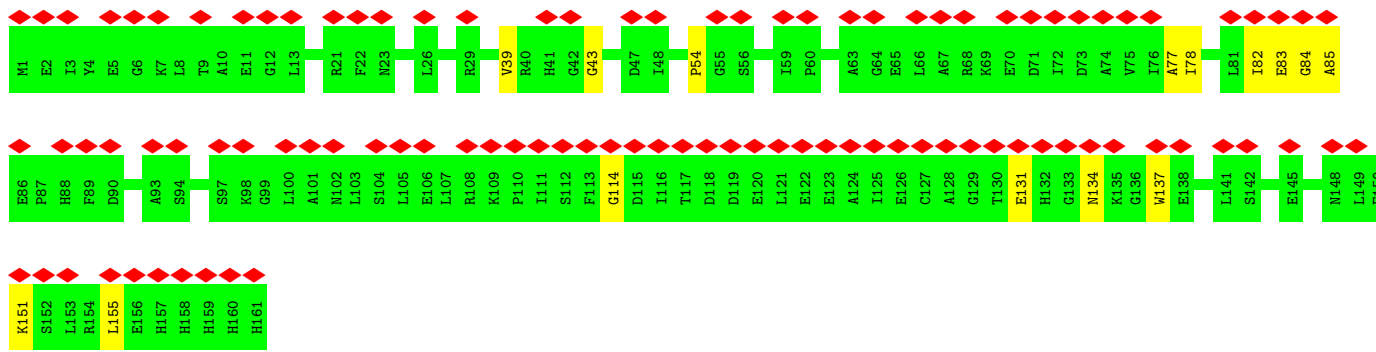 M1 E2 I3 Y4 E5 G6 K7 L8 T9 A10 E11 G12 L13 R21 F22 N23 L26 R29 V39 R40 H41 G42 G43 D47 I48 P54 G55 S56 I59 P60 A63 G64 E65 L66 A67 R68 K69 E70 D71 I72 D73 A74 V75 I76 A77 I78 L81 I82 E83 G84 A85
E86 P87 H88 F89 D90 A93 S94 S97 K98 G99 L100 A101 N102 L103 S104 L105 E106 L107 R108 K109 P110 I111 S112 F113 G114 D115 I116 T117 D118 D119 E120 L121 E122 E123 A124 I125 E126 C127 A128 G129 T130 E131 H132 G133 N134 K135 G136 W137 E138 L141 S142 E145 N148 L149
K151 S152 L153 R154 L155 E156 H157 H158 H159 H160 H161